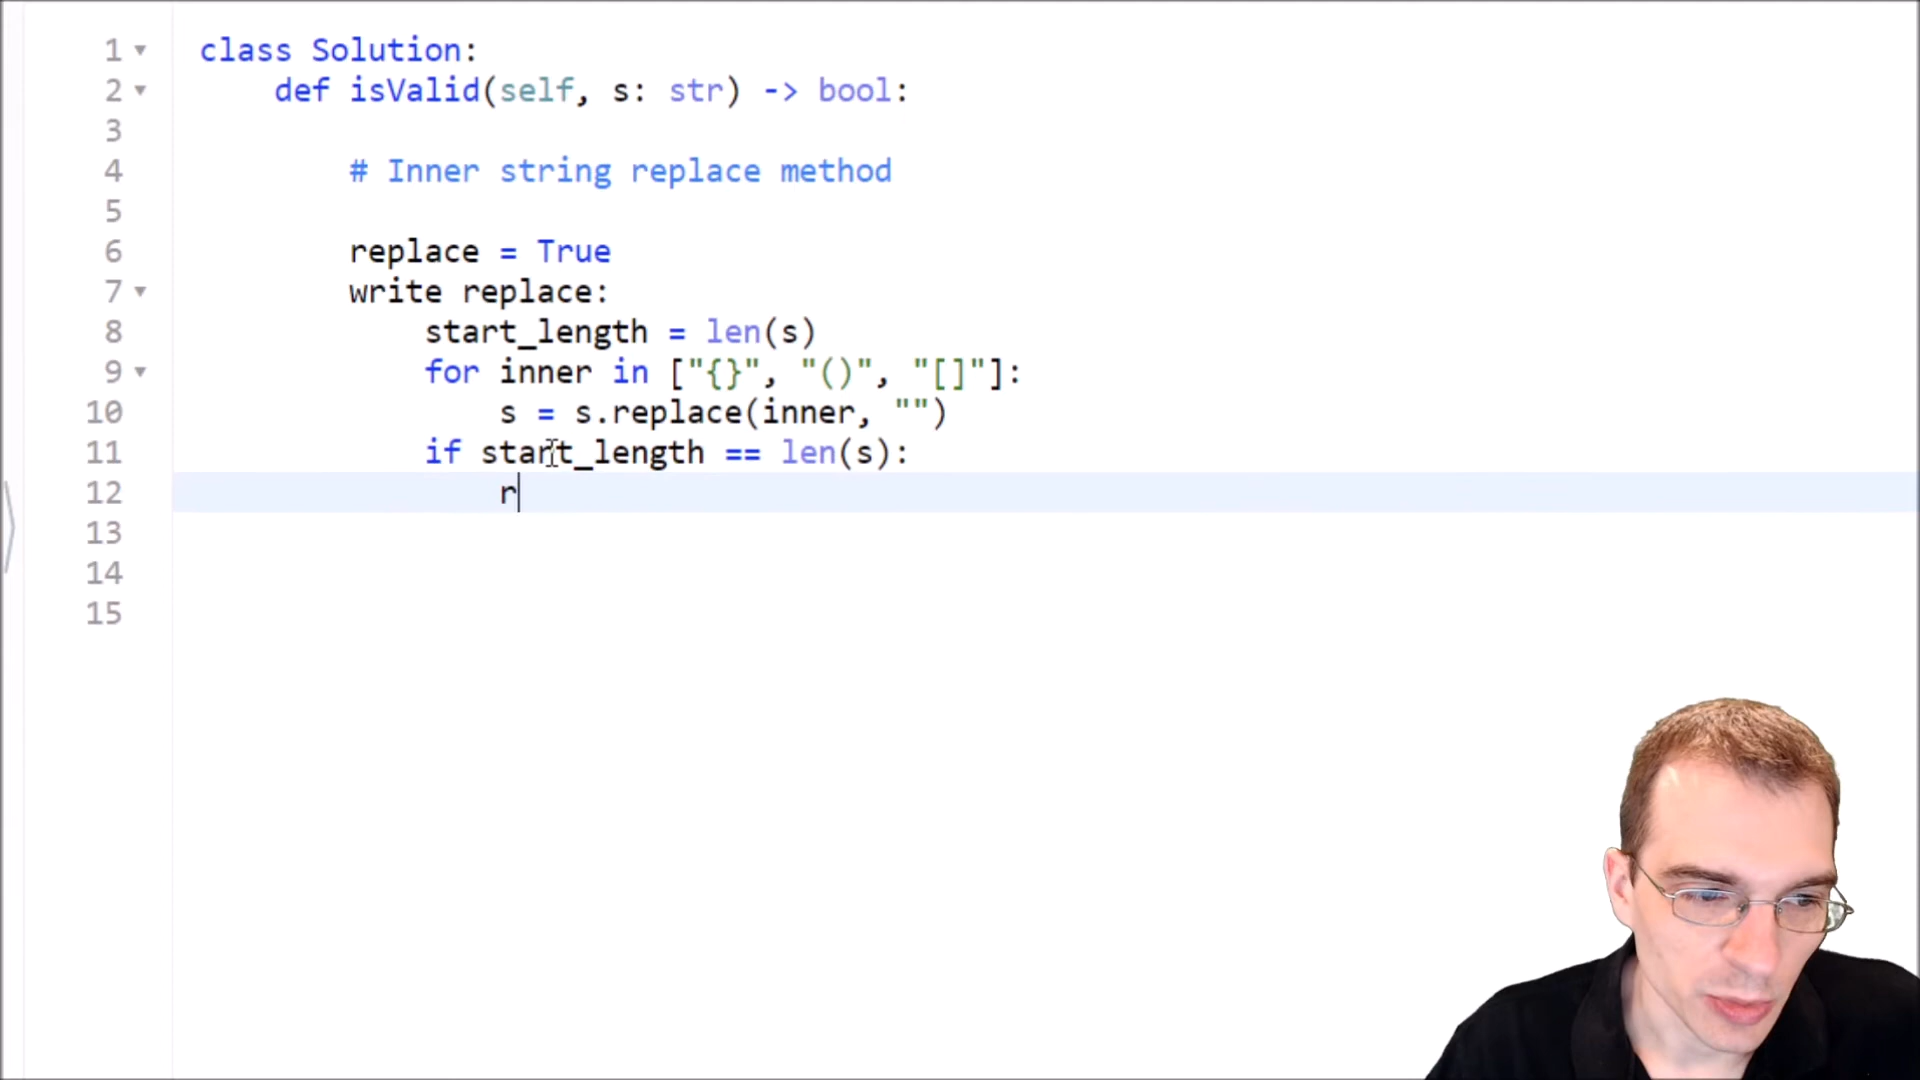 1 class Solution:
2 def isValid(self, s: str) -> bool:
3
4 # Inner string replace method
5
6 replace = True
7 write replace:
8 start_length = len(s)
9 for inner in ["{}", "()", "[]"]:
10 s = s.replace(inner, "")
11 if start_length == len(s):
12 r
13
14
15